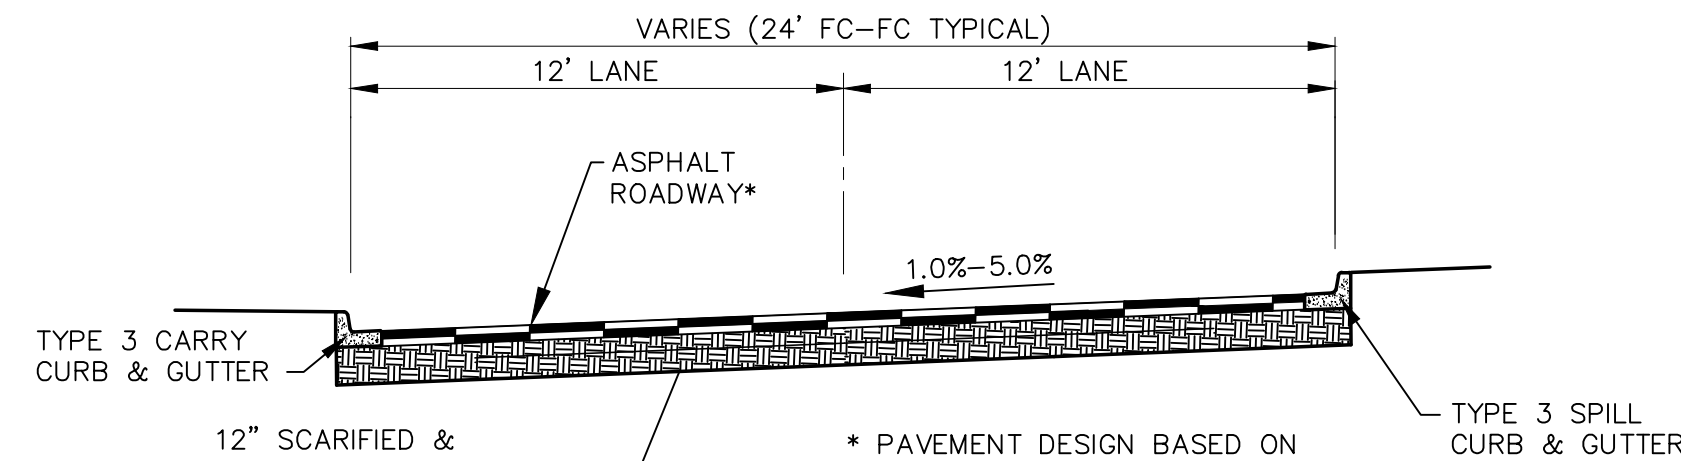 VARIES (24' FC-FC TYPICAL)
12' LANE
12' LANE
ASPHALT
ROADWAY*
1.0%-5.0%
TYPE 3 CARRY
CURB & GUTTER
12" SCARIFIED &
* PAVEMENT DESIGN BASED ON
TYPE 3 SPILL
CURB & GUTTER